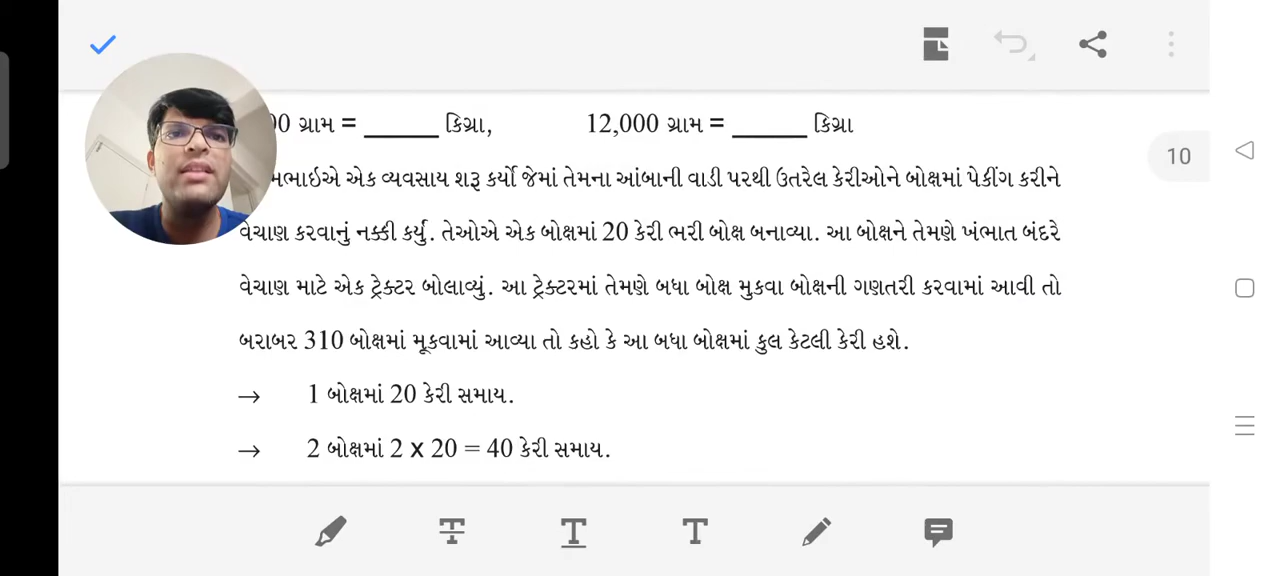 00 ગ્રામ = ______ કિગ્રા, 12,000 ગ્રામ = ______ કિગ્રા
10
એક વ્યવસાય શરૂ કર્યો જેમાં તેમના આંબાની વાડી પરથી ઉતરેલ કેરીઓને બોક્ષમાં પેકીંગ કરીને
વેચાણ કરવાનું નક્કી કર્યું. તેઓએ એક બોક્ષમાં 20 કેરી ભરી બોક્ષ બનાવ્યા. આ બોક્ષને તેમણે ખંભાત બંદરે
વેચાણ માટે એક ટ્રેક્ટર બોલાવ્યું. આ ટ્રેક્ટરમાં તેમણે બધા બોક્ષ મુકવા બોક્ષની ગણતરી કરવામાં આવી તો
બરાબર 310 બોક્ષમાં મૂકવામાં આવ્યા તો કહો કે આ બધા બોક્ષમાં કુલ કેટલી કેરી હશે.
→ 1 બોક્ષમાં 20 કેરી સમાય.
→ 2 બોક્ષમાં 2 x 20 = 40 કેરી સમાય.